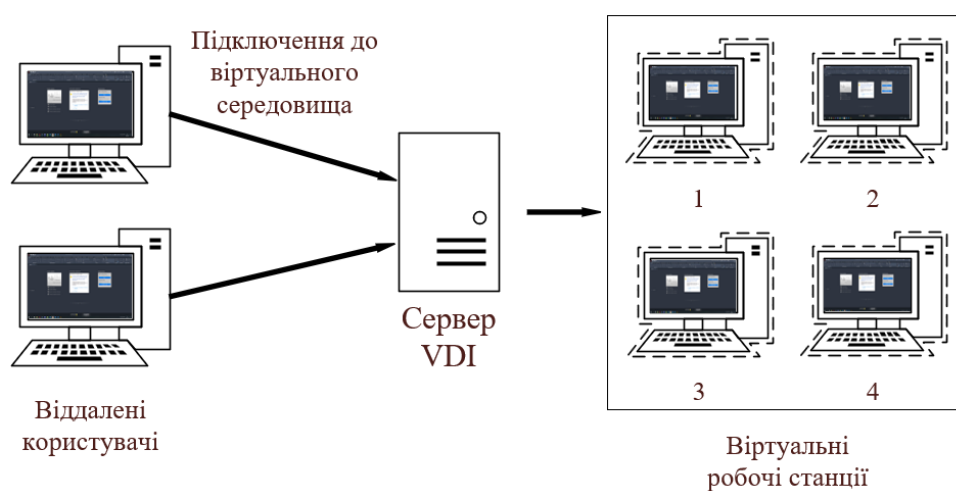 Підключення до
віртуального
середовища
Сервер
VDI
Віддалені
користувачі
1
2
3
4
Віртуальні
робочі станції